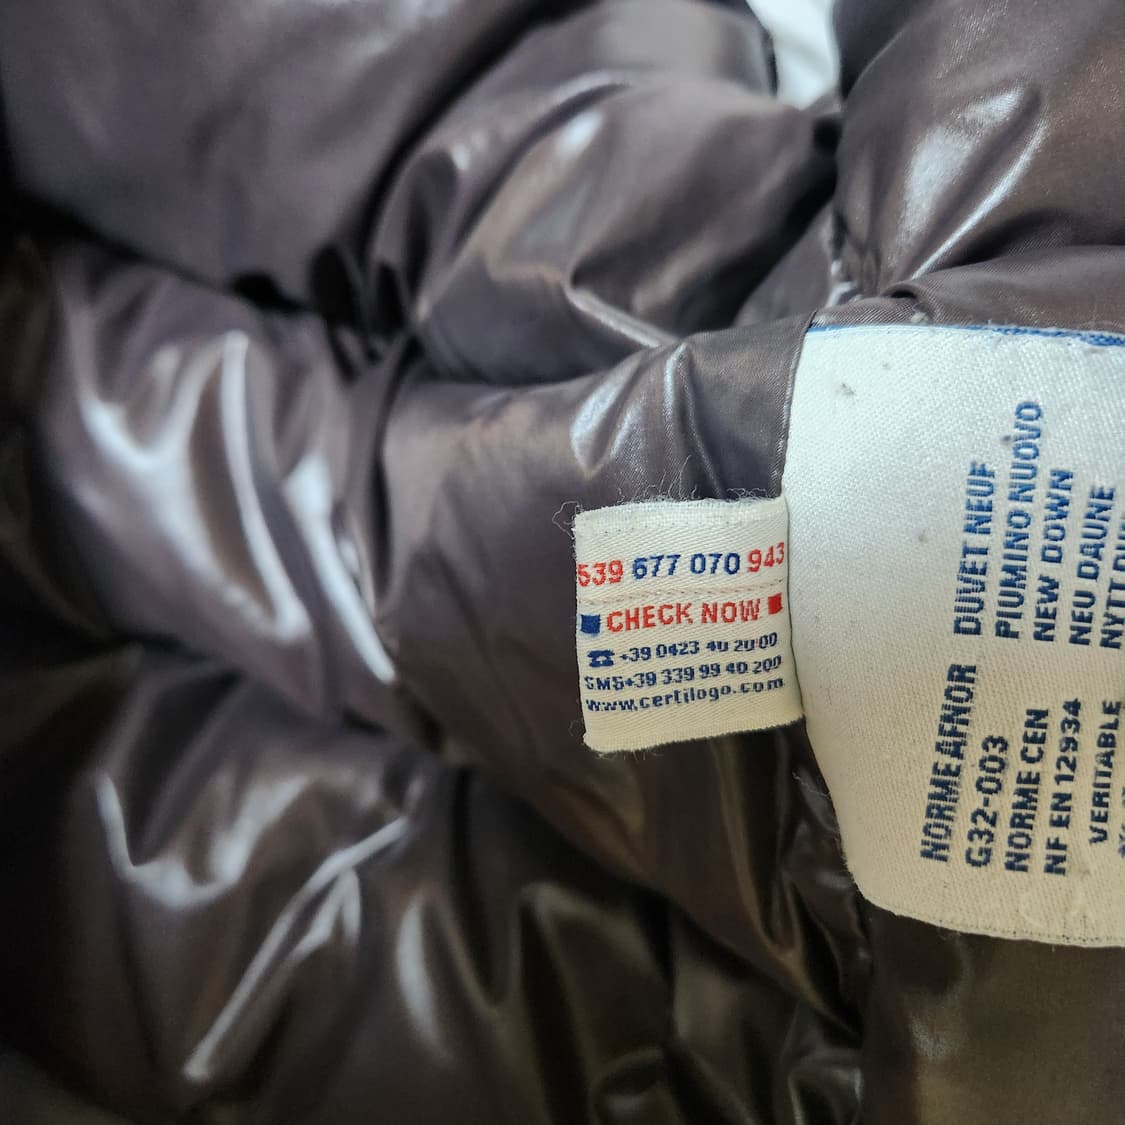 539 677 070 943
CHECK NOW
+39 0423 40 20 00
SMS+39 339 99 40 200
www.certilogo.com
NORME AFNOR DUVET NEUF
G32-003 PIUMINO NUOVO
NORME CEN NEW DOWN
NF EN 12934 NEU DAUNE
VERITABLE NYTT